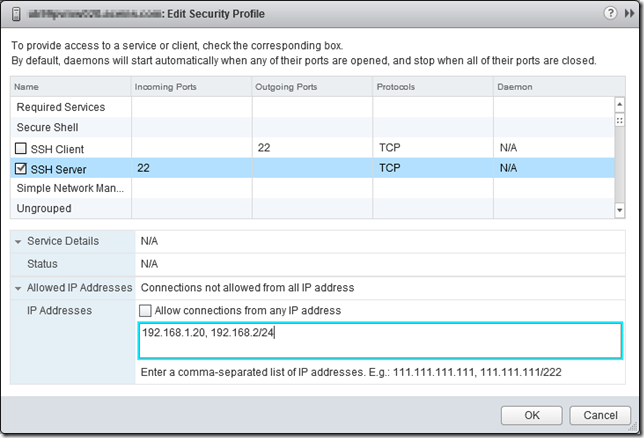 : Edit Security Profile
To provide access to a service or client, check the corresponding box.
By default, daemons will start automatically when any of their ports are opened, and stop when all of their ports are closed.
Name Incoming Ports Outgoing Ports Protocols Daemon
Required Services
Secure Shell
SSH Client 22 TCP N/A
SSH Server 22 TCP N/A
Simple Network Man...
Ungrouped
Service Details N/A
Status N/A
Allowed IP Addresses Connections not allowed from all IP address
IP Addresses Allow connections from any IP address
192.168.1.20, 192.168.2/24
Enter a comma-separated list of IP addresses. E.g.: 111.111.111.111, 111.111.111/222
OK Cancel